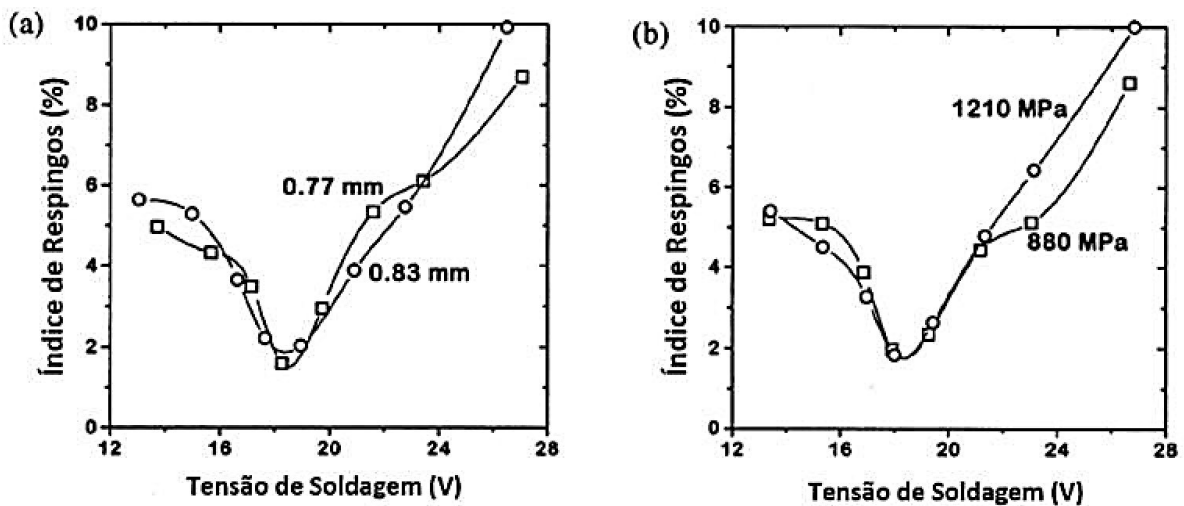 (a)
Índice de Respingos (%)
10
8
6
4
2
0
0.77 mm
0.83 mm
12 16 20 24 28
Tensão de Soldagem (V)
(b)
Índice de Respingos (%)
10
8
6
4
2
0
1210 MPa
880 MPa
12 16 20 24 28
Tensão de Soldagem (V)